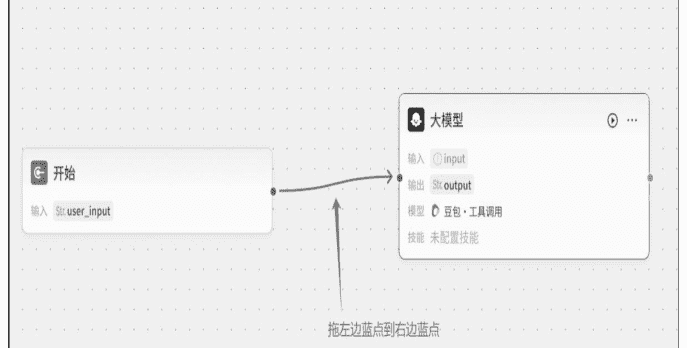 开始
输入 Str. user_input
大模型
输入 input
输出 Str. output
模型 豆包·工具调用
技能 未配置技能
拖左边蓝点到右边蓝点